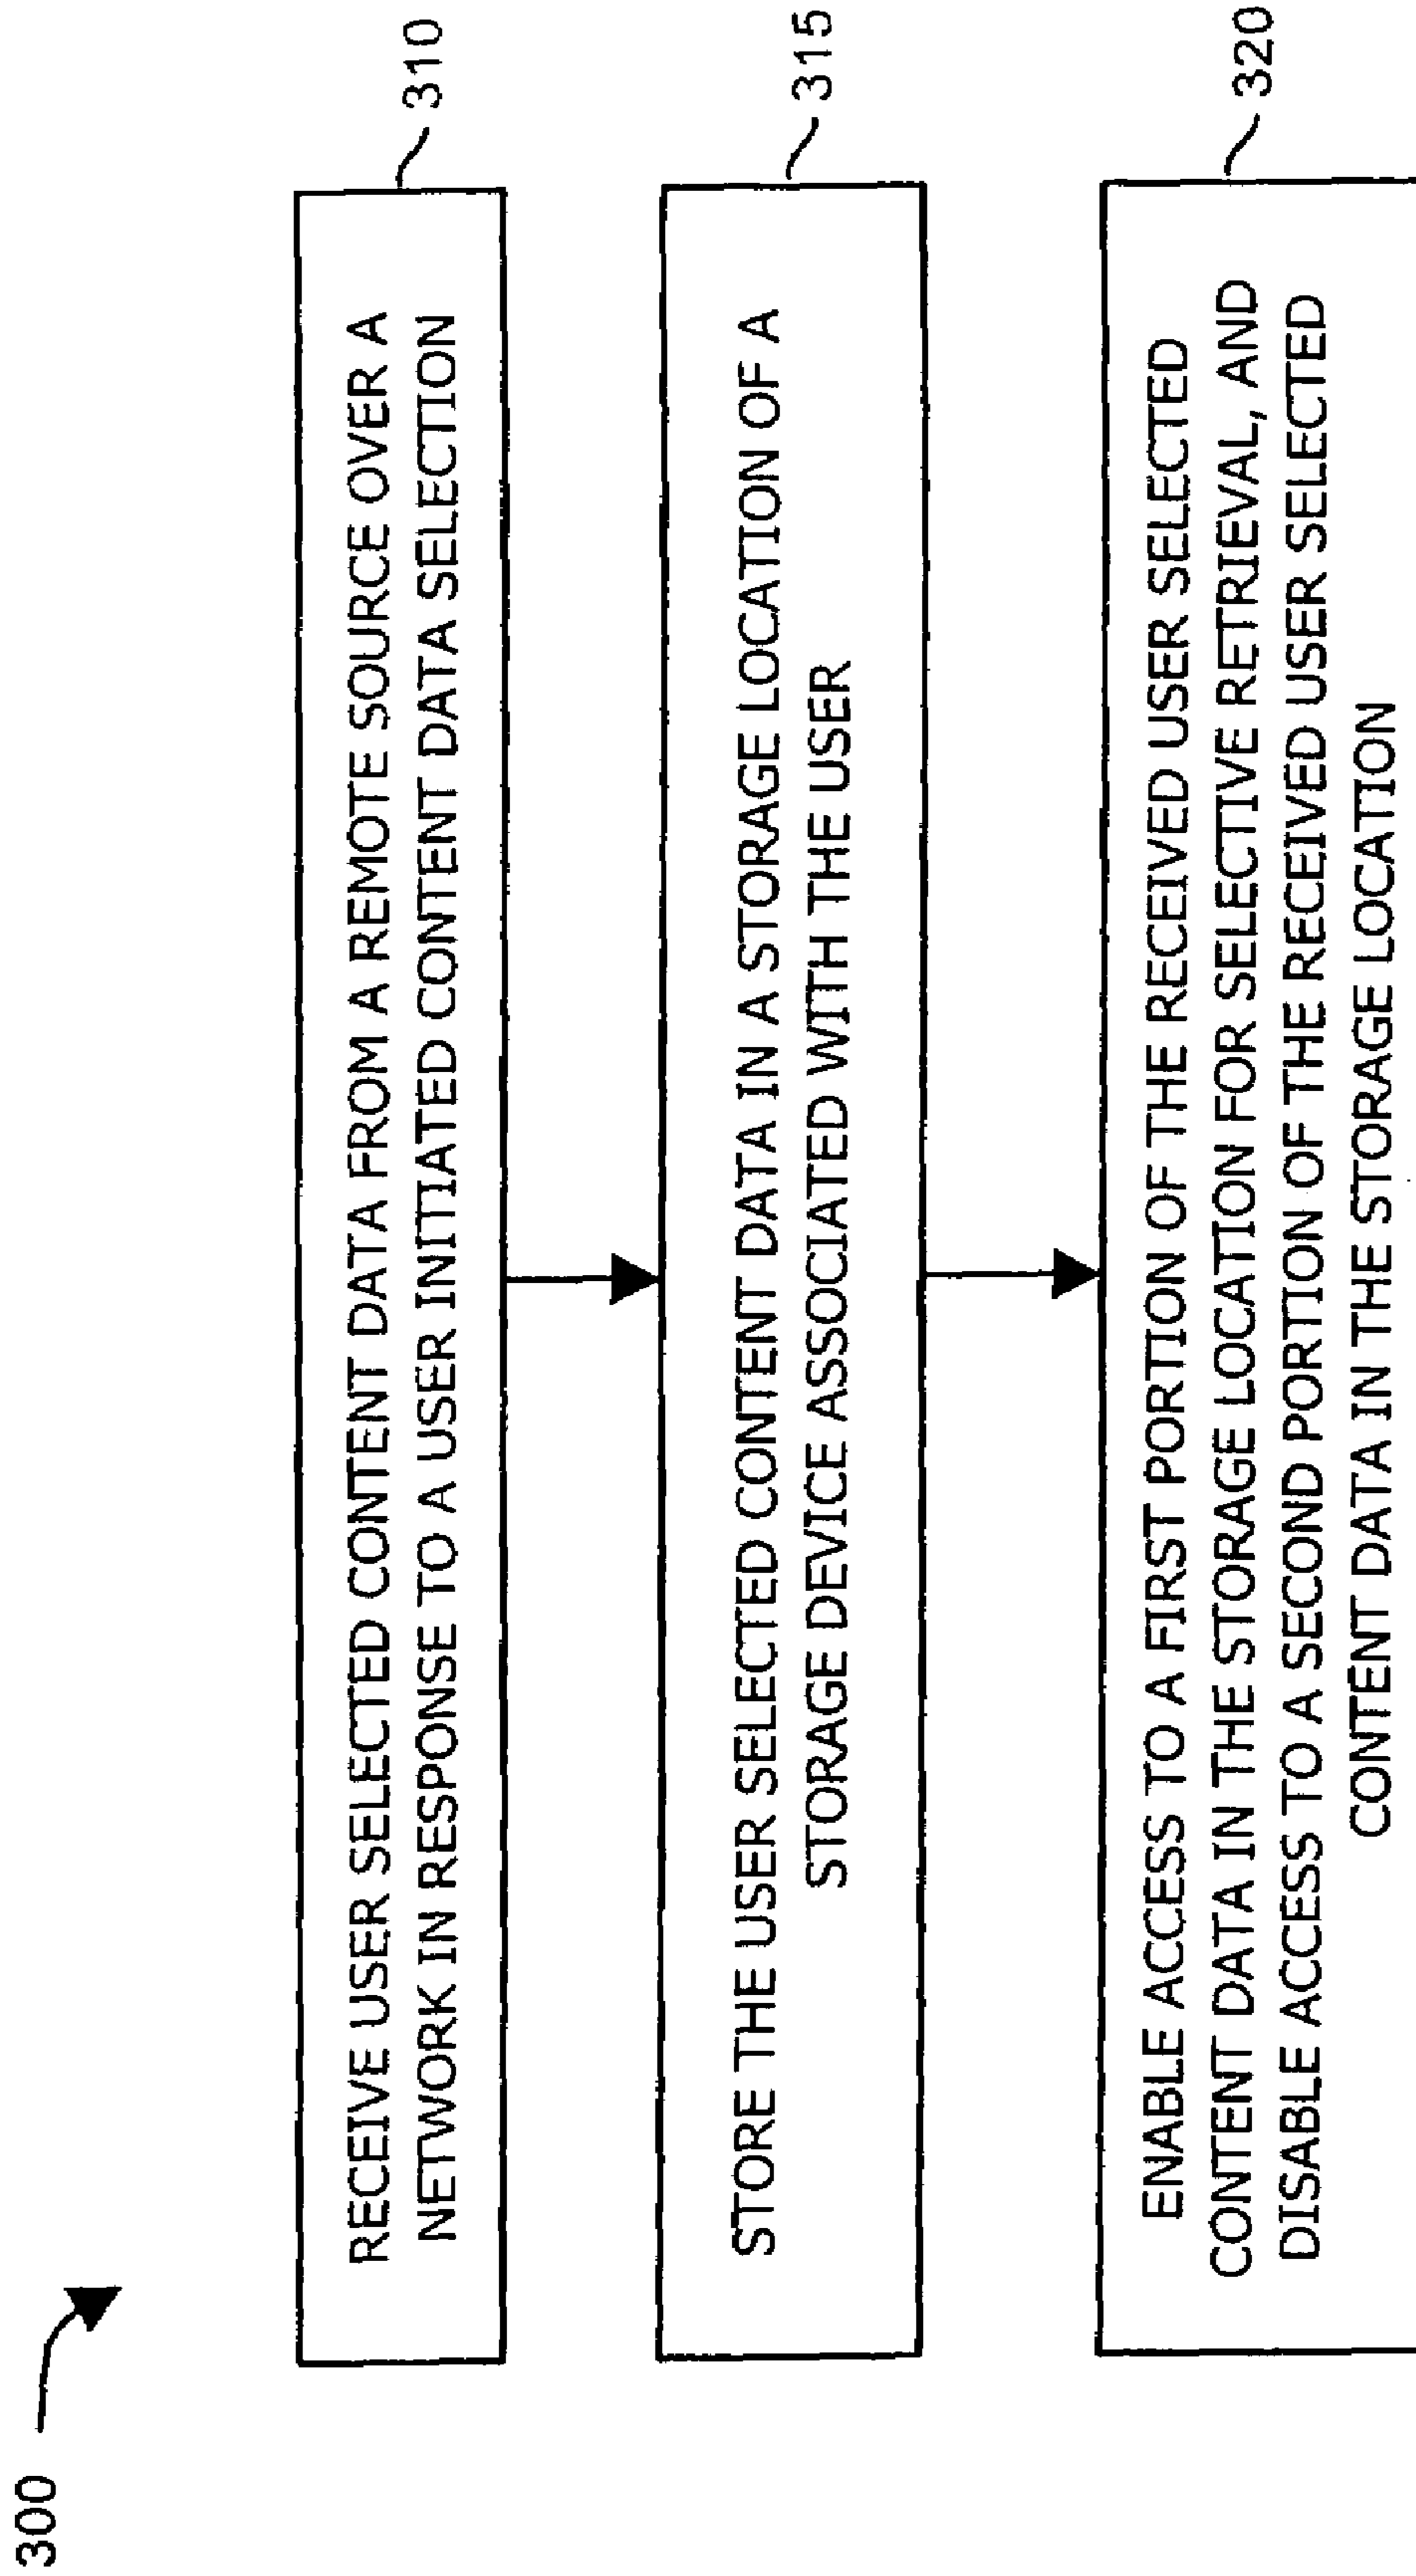 300
RECEIVE USER SELECTED CONTENT DATA FROM A REMOTE SOURCE OVER A
NETWORK IN RESPONSE TO A USER INITIATED CONTENT DATA SELECTION
310
STORE THE USER SELECTED CONTENT DATA IN A STORAGE LOCATION OF A
STORAGE DEVICE ASSOCIATED WITH THE USER
315
ENABLE ACCESS TO A FIRST PORTION OF THE RECEIVED USER SELECTED
CONTENT DATA IN THE STORAGE LOCATION FOR SELECTIVE RETRIEVAL, AND
DISABLE ACCESS TO A SECOND PORTION OF THE RECEIVED USER SELECTED
CONTENT DATA IN THE STORAGE LOCATION
320